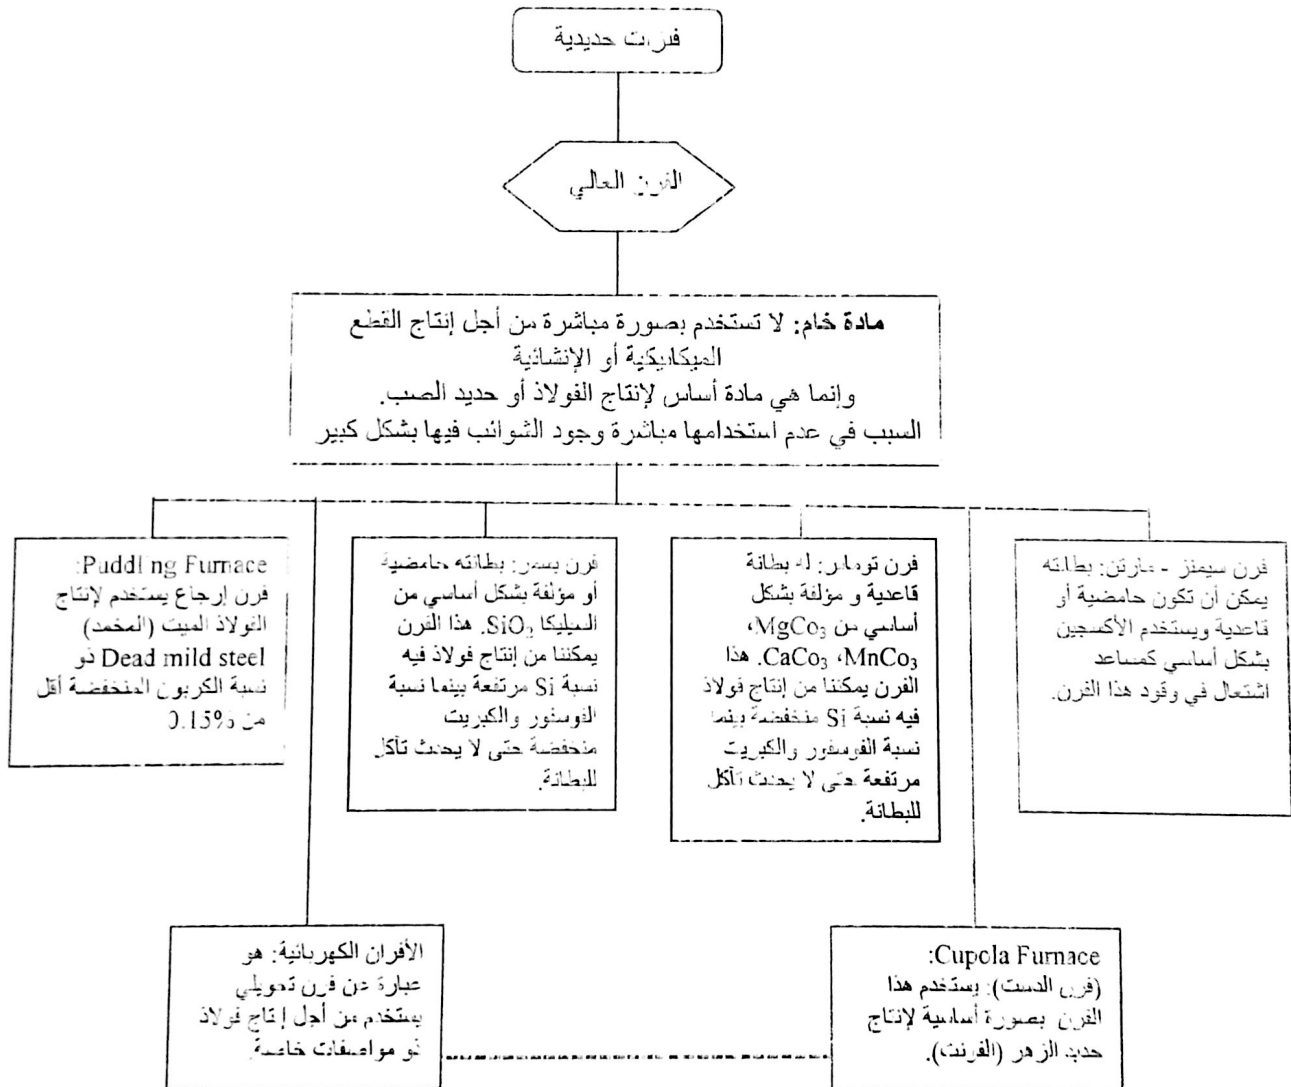 فلزات حديدية
الفرن العالي
مادة خام: لا تستخدم بصورة مباشرة من أجل إنتاج القطع
الميكانيكية أو الإنشائية
وإنما هي مادة أساس لإنتاج الفولاذ أو حديد الصب.
السبب في عدم استخدامها مباشرة وجود الشوائب فيها بشكل كبير
فرن سيمنز - مارتن: بطانته
يمكن أن تكون حامضية أو
قاعدية ويستخدم الأكسجين
بشكل أساسي كمساعد
اشتعال في وقود هذا الفرن.
فرن توماس: له بطانة
قاعدية و مؤلفة بشكل
أساسي من MgCo₃،
MnCo₃، CaCo₃. هذا
الفرن يمكننا من إنتاج فولاذ
فيه نسبة Si منخفضة بينما
نسبة الفوسفور والكبريت
مرتفعة حتى لا يحدث تآكل
للبطانة.
فرن بسمر: بطانته حامضية
أو مؤلفة بشكل أساسي من
السيليكا SiO₂. هذا الفرن
يمكننا من إنتاج فولاذ فيه
نسبة Si مرتفعة بينما نسبة
الفوسفور والكبريت
منخفضة حتى لا يحدث تآكل
للبطانة.
Puddling Furnace:
فرن إرجاع يستخدم لإنتاج
الفولاذ الميت (المخمد)
Dead mild steel ذو
نسبة الكربون المنخفضة أقل
من 0.15%
Cupola Furnace:
(فرن الدست): يستخدم هذا
الفرن بصورة أساسية لإنتاج
حديد الزهر (الفونت).
الأفران الكهربائية: هو
عبارة عن فرن تحويلي
يستخدم من أجل إنتاج فولاذ
ذو مواصفات خاصة.